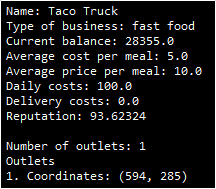 Name: Taco Truck
Type of business: fast food
Current balance: 28355.0
Average cost per meal: 5.0
Average price per meal: 10.0
Daily costs: 100.0
Delivery costs: 0.0
Reputation: 93.62324
Number of outlets: 1
Outlets
1. Coordinates: (594, 285)